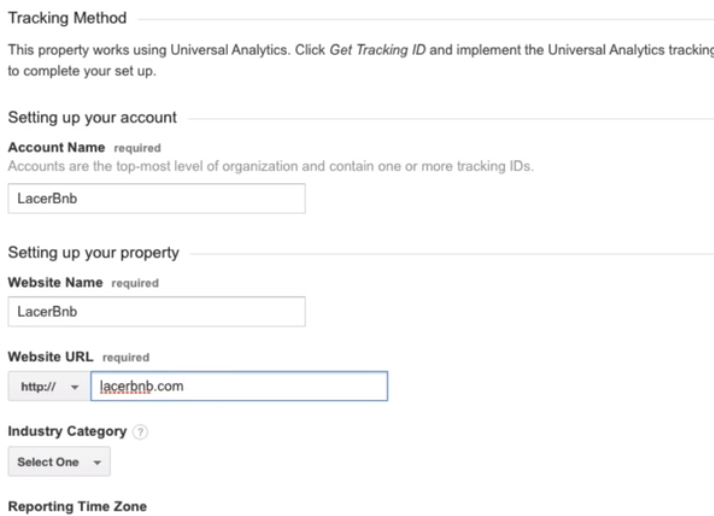 Tracking Method
This property works using Universal Analytics. Click Get Tracking ID and implement the Universal Analytics tracking
to complete your set up.
Setting up your account
Account Name required
Accounts are the top-most level of organization and contain one or more tracking IDs.
LacerBnb
Setting up your property
Website Name required
LacerBnb
Website URL required
http:// lacerbnb.com
Industry Category ?
Select One
Reporting Time Zone